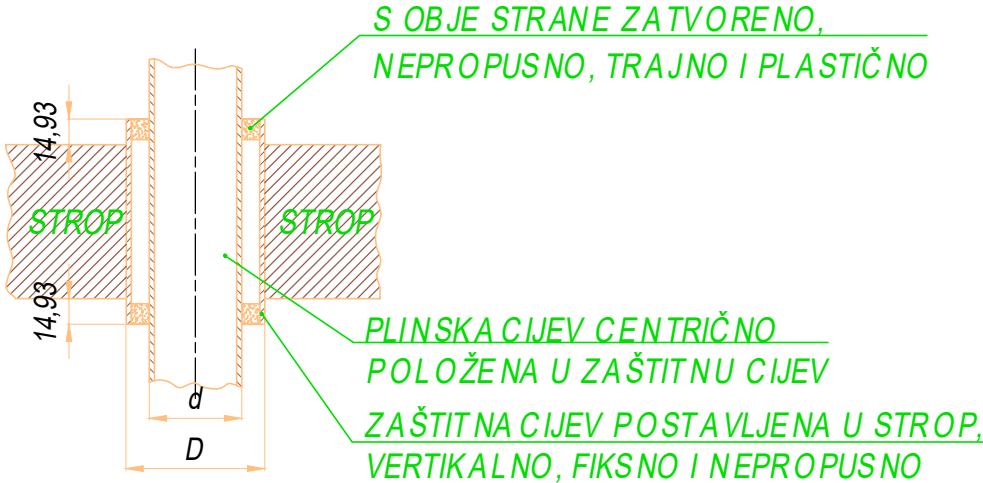 S OBJE STRANE ZATVORENO,
NEPROPUSNO, TRAJNO I PLASTIČNO
14,93
STROP
STROP
14,93
PLINSKA CIJEV CENTRIČNO
POLOŽENA U ZAŠTITNU CIJEV
d
ZAŠTITNA CIJEV POSTAVLJENA U STROP,
D
VERTIKALNO, FIKSNO I NEPROPUSNO